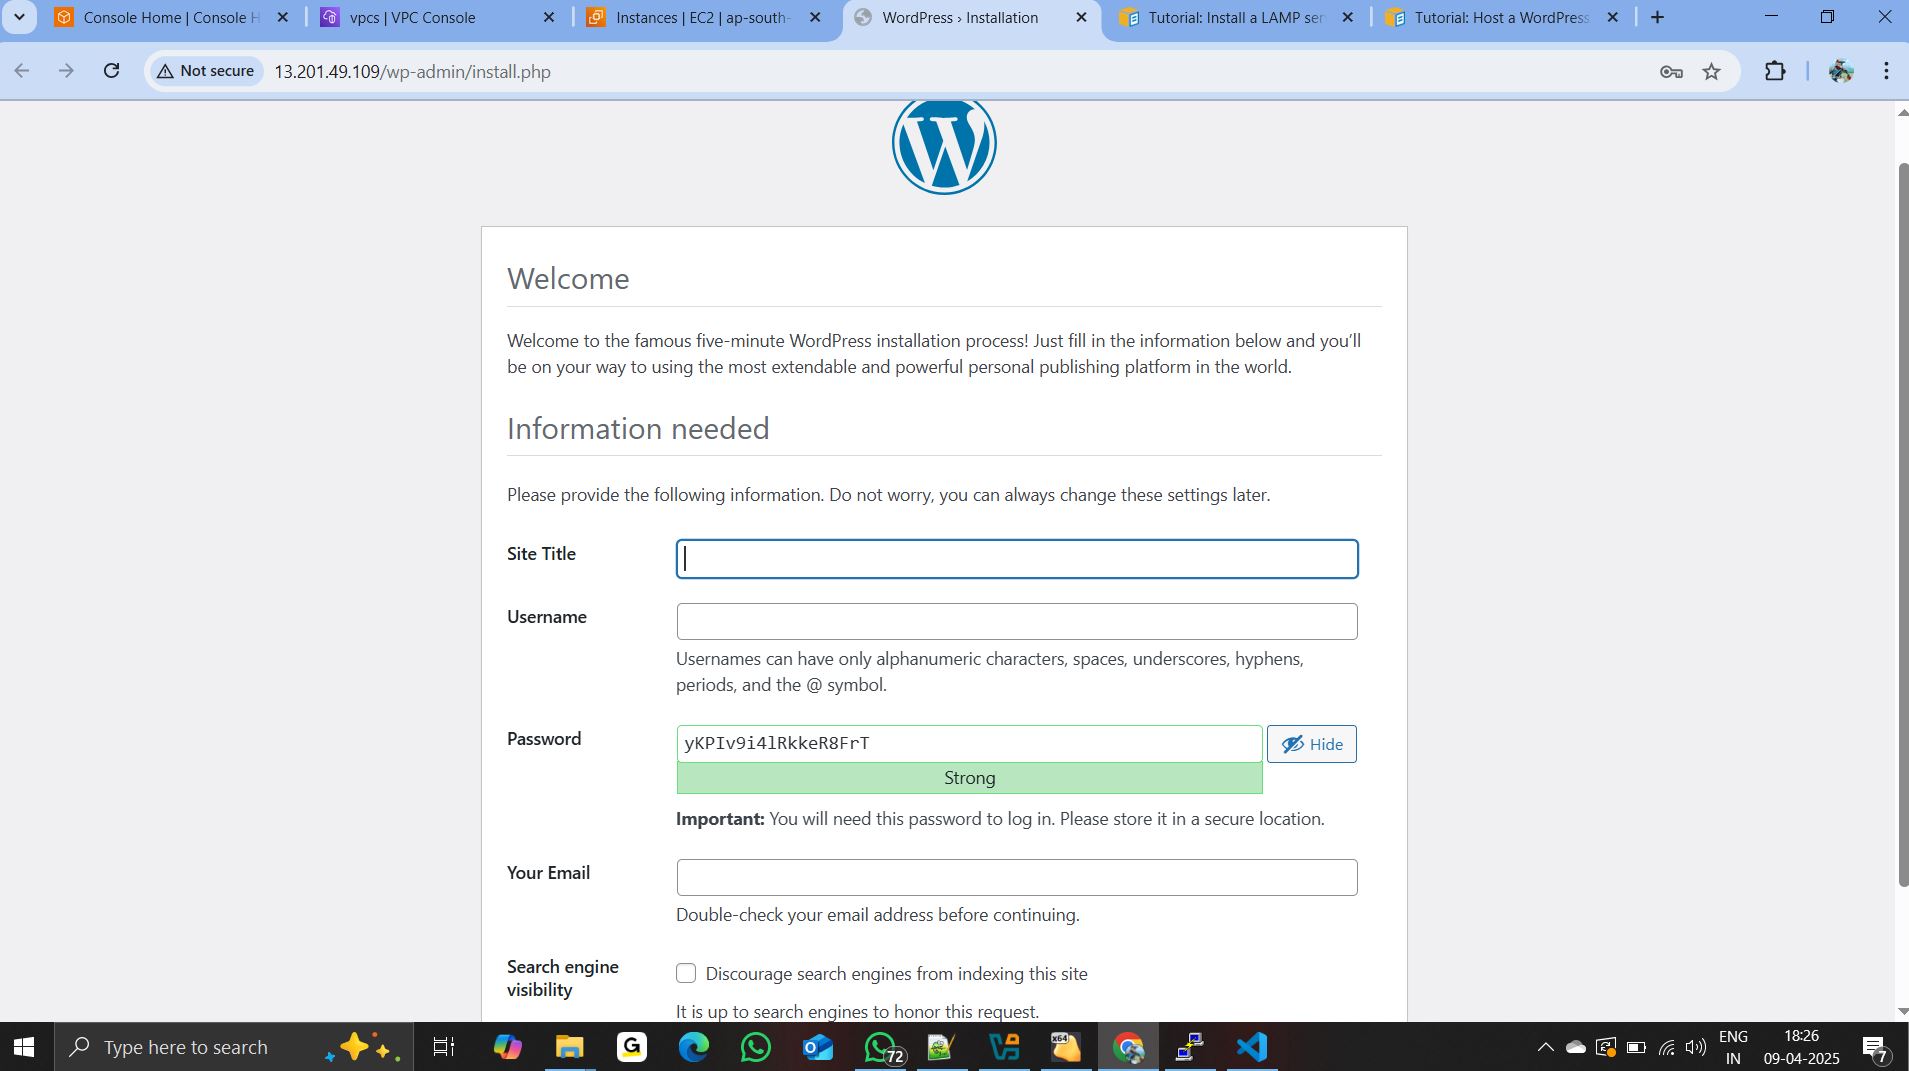 Console Home | Console H
vpcs | VPC Console
Instances | EC2 | ap-south-
WordPress › Installation
Tutorial: Install a LAMP ser
Tutorial: Host a WordPress
Not secure
13.201.49.109/wp-admin/install.php
Welcome
Welcome to the famous five-minute WordPress installation process! Just fill in the information below and you’ll
be on your way to using the most extendable and powerful personal publishing platform in the world.
Information needed
Please provide the following information. Do not worry, you can always change these settings later.
Site Title
Username
Usernames can have only alphanumeric characters, spaces, underscores, hyphens,
periods, and the @ symbol.
Password
yKPIv9i4lRkkeR8FrT
Hide
Strong
Important: You will need this password to log in. Please store it in a secure location.
Your Email
Double-check your email address before continuing.
Search engine
visibility
Discourage search engines from indexing this site
It is up to search engines to honor this request.
Type here to search
G
72
x64
ENG
IN
18:26
09-04-2025
7